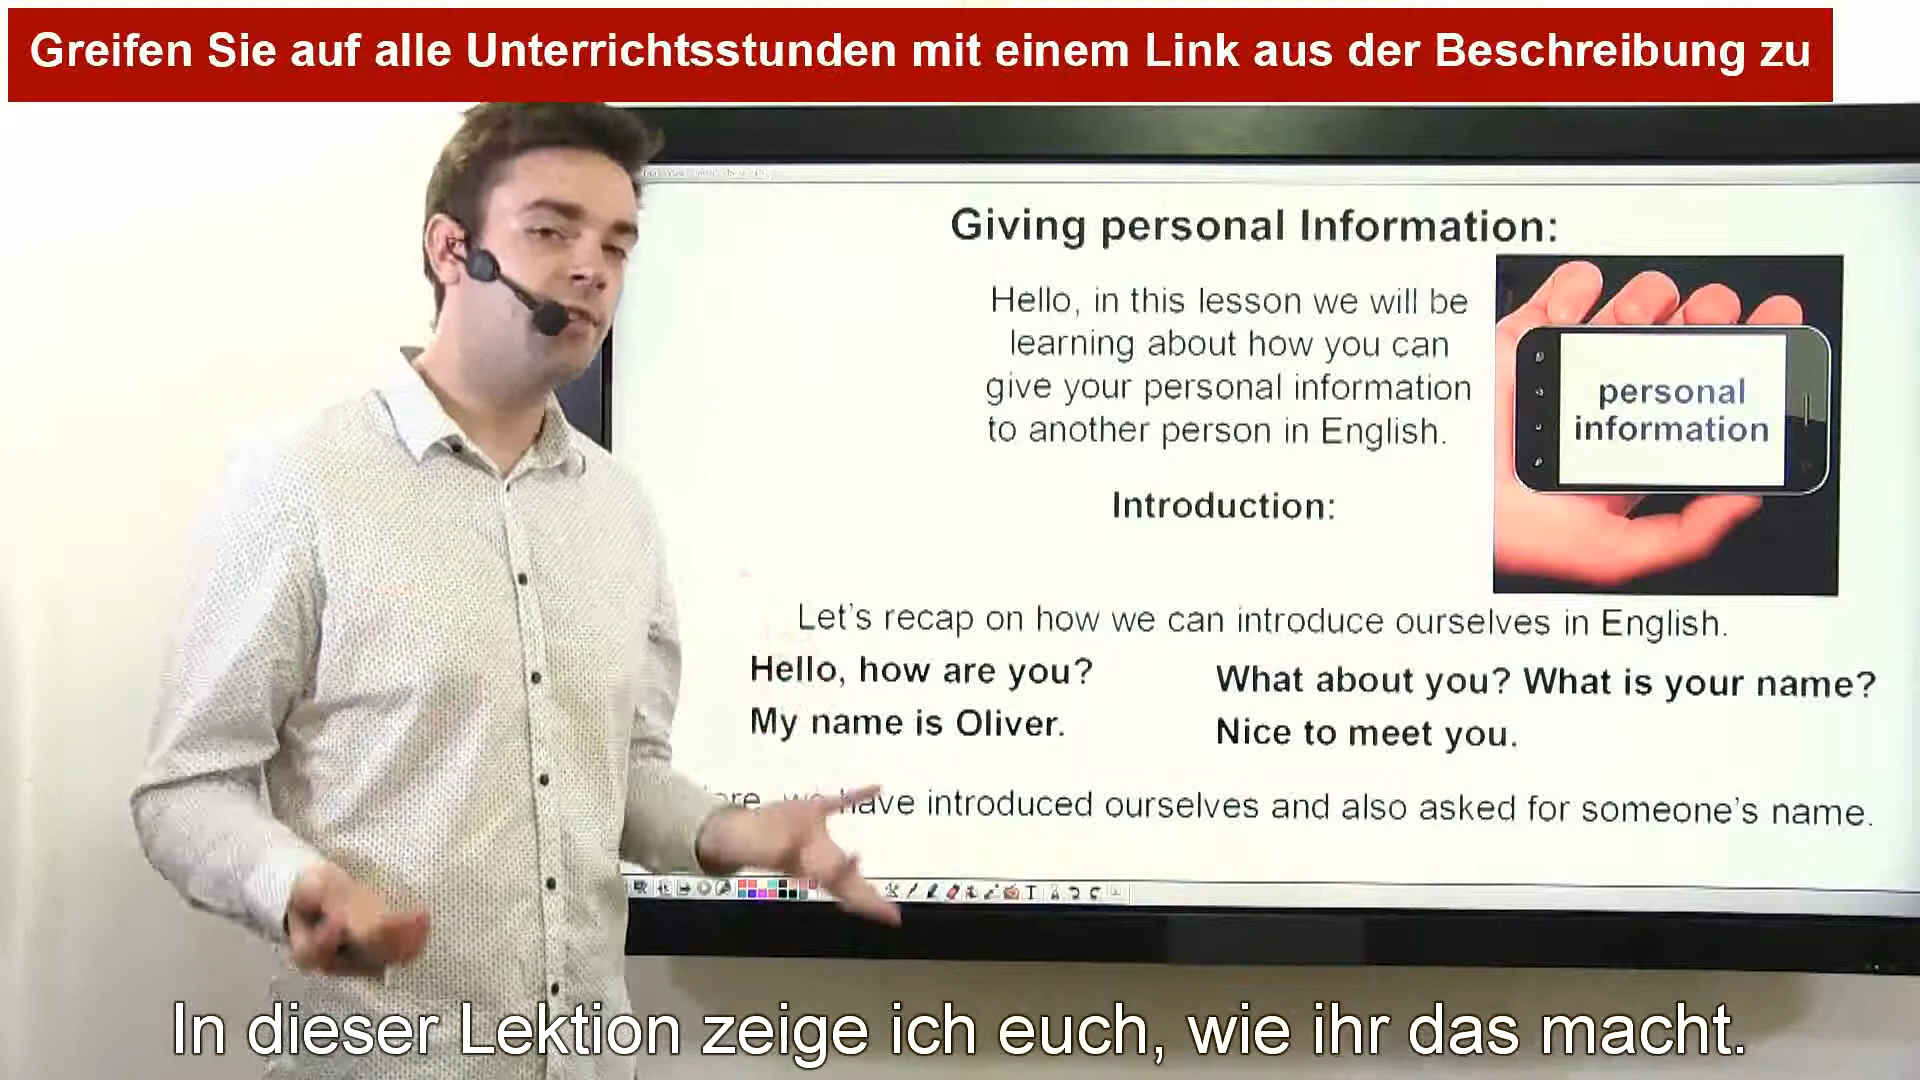 Greifen Sie auf alle Unterrichtsstunden mit einem Link aus der Beschreibung zu
Giving personal Information:
Hello, in this lesson we will be
learning about how you can
give your personal information
to another person in English.
personal
information
Introduction:
Let's recap on how we can introduce ourselves in English.
Hello, how are you?
My name is Oliver.
What about you? What is your name?
Nice to meet you.
we have introduced ourselves and also asked for someone's name.
In dieser Lektion zeige ich euch, wie ihr das macht.